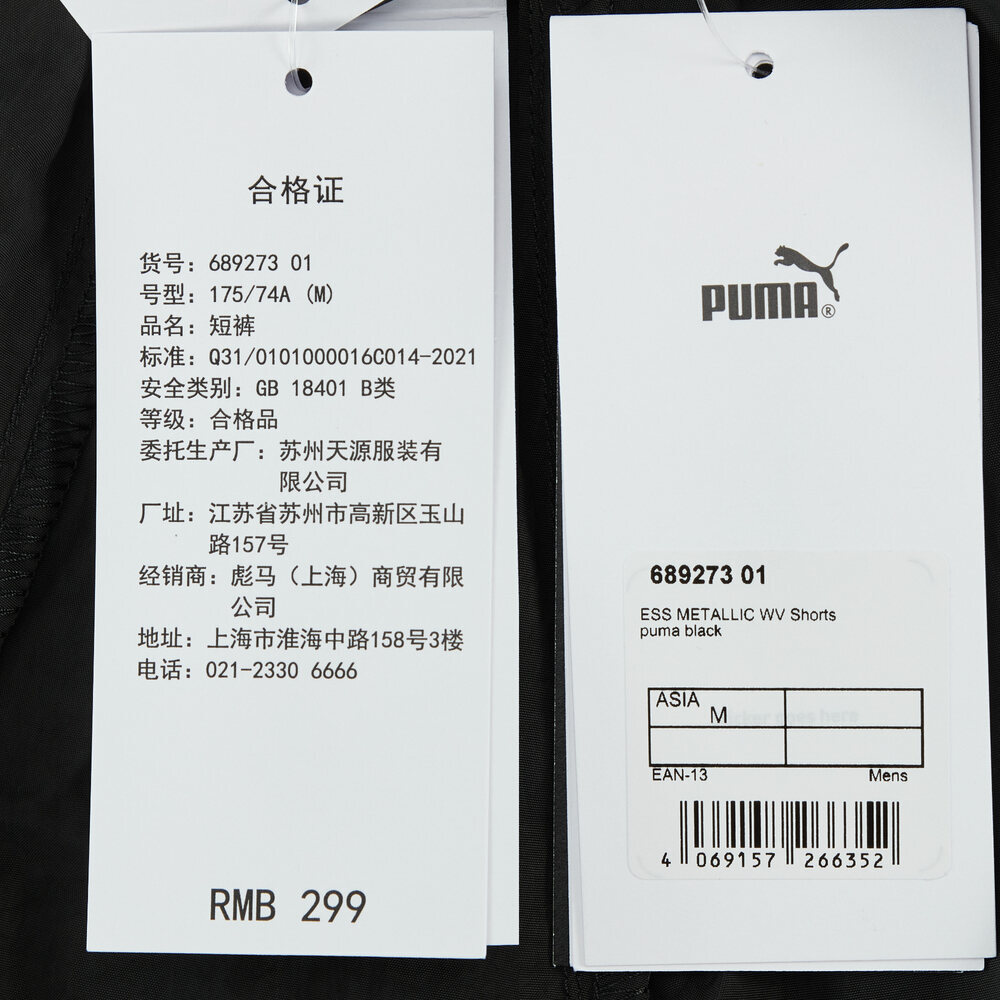 合格证
货号：689273 01
号型：175/74A (M)
品名：短裤
标准：Q31/0101000016C014-2021
安全类别：GB 18401 B类
等级：合格品
委托生产厂：苏州天源服装有
限公司
厂址：江苏省苏州市高新区玉山
路157号
经销商：彪马（上海）商贸有限
公司
地址：上海市淮海中路158号3楼
电话：021-2330 6666
RMB 299
PUMA®
689273 01
ESS METALLIC WV Shorts
puma black
ASIA
M
EAN-13 Mens
4 069157 266352